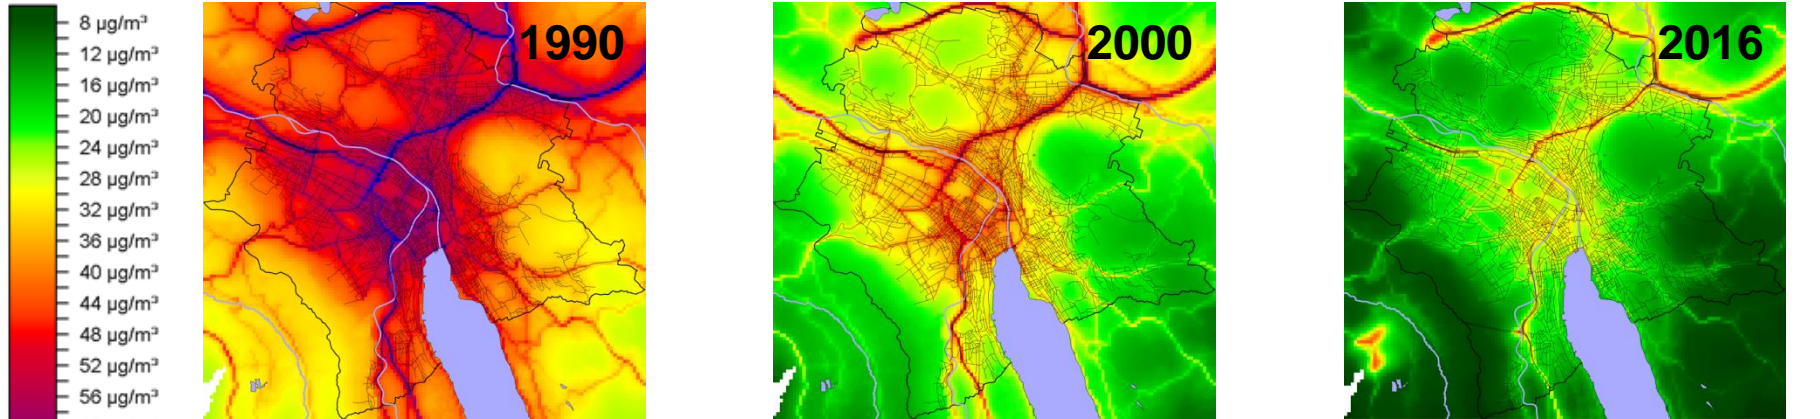 8 µg/m³
12 µg/m³
16 µg/m³
20 µg/m³
24 µg/m³
28 µg/m³
32 µg/m³
36 µg/m³
40 µg/m³
44 µg/m³
48 µg/m³
52 µg/m³
56 µg/m³
1990
2000
2016